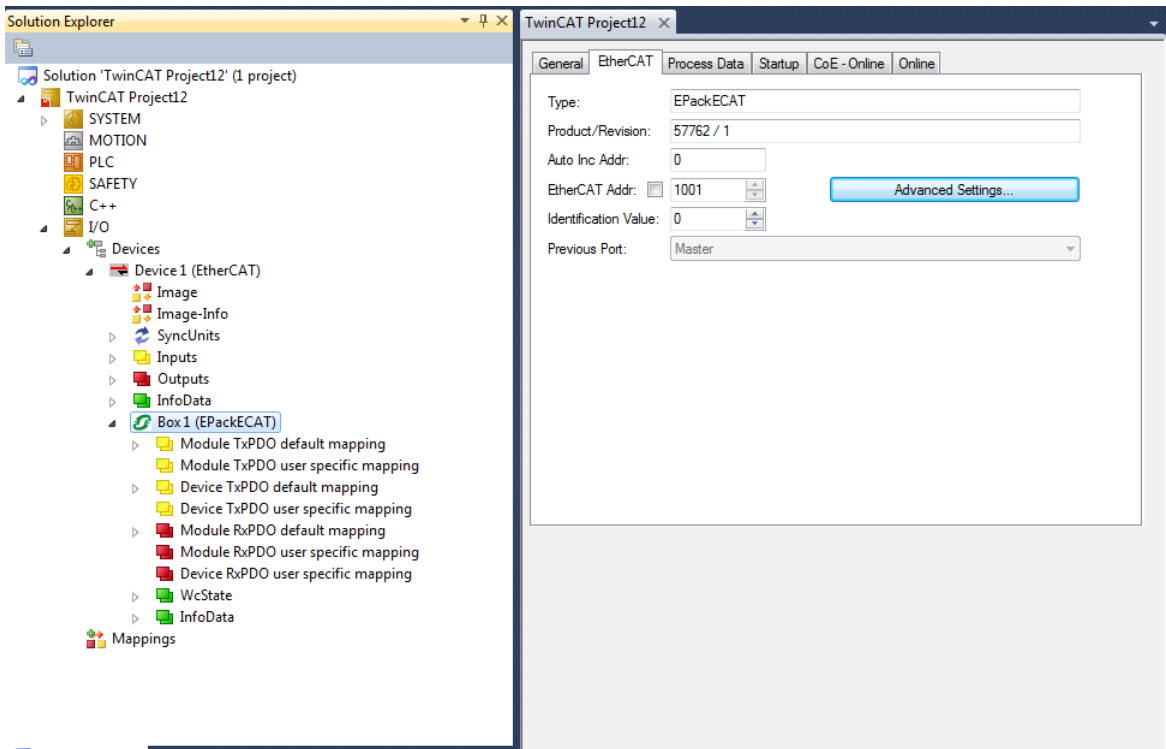 Solution Explorer
Solution 'TwinCAT Project12' (1 project)
TwinCAT Project12
SYSTEM
MOTION
PLC
SAFETY
C++
I/O
Devices
Device 1 (EtherCAT)
Image
Image-Info
SyncUnits
Inputs
Outputs
InfoData
Box 1 (EPackECAT)
Module TxPDO default mapping
Module TxPDO user specific mapping
Device TxPDO default mapping
Device TxPDO user specific mapping
Module RxPDO default mapping
Module RxPDO user specific mapping
Device RxPDO user specific mapping
WcState
InfoData
Mappings
TwinCAT Project12
General EtherCAT Process Data Startup CoE - Online Online
Type: EPackECAT
Product/Revision: 57762 / 1
Auto Inc Addr: 0
EtherCAT Addr: 1001 Advanced Settings...
Identification Value: 0
Previous Port: Master